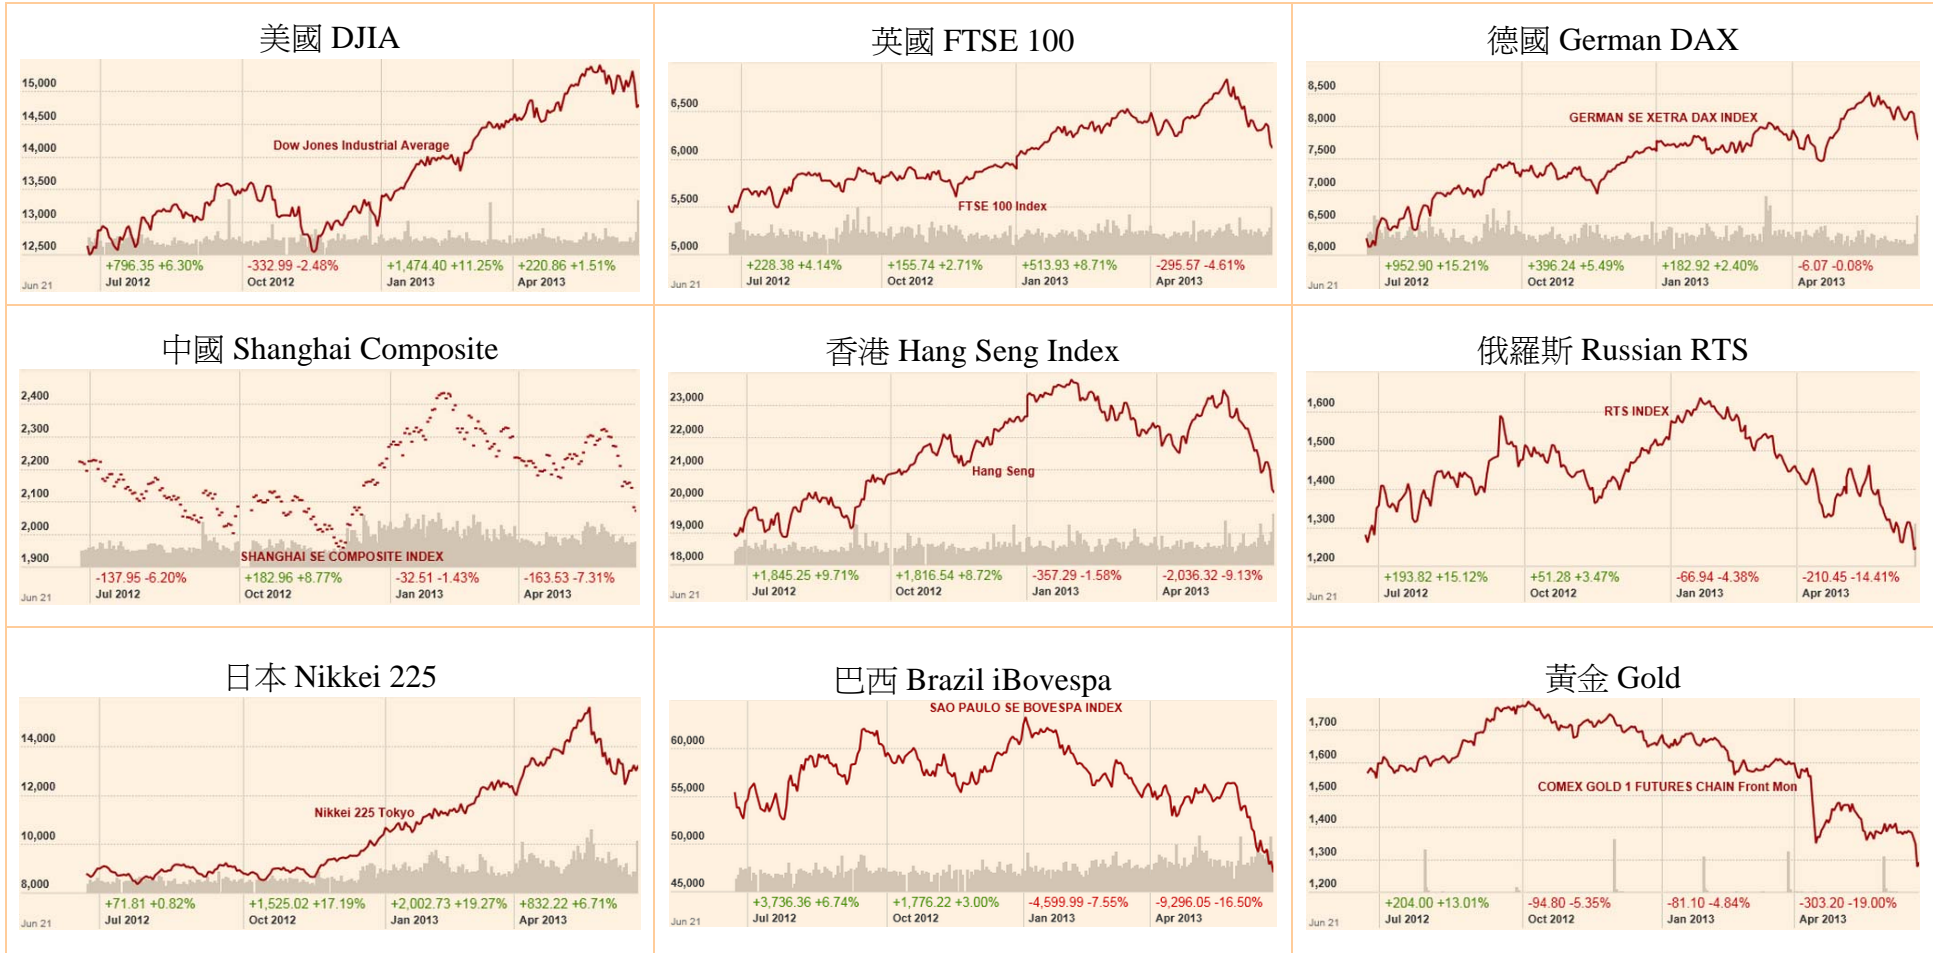 美國 DJIA
15,000
14,500
14,000
13,500
13,000
12,500
Dow Jones Industrial Average
+796.35 +6.30% -332.99 -2.48% +1,474.40 +11.25% +220.86 +1.51%
Jun 21 Jul 2012 Oct 2012 Jan 2013 Apr 2013
英國 FTSE 100
6,500
6,000
5,500
5,000
FTSE 100 Index
+228.38 +4.14% +155.74 +2.71% +513.93 +8.71% -295.57 -4.61%
Jun 21 Jul 2012 Oct 2012 Jan 2013 Apr 2013
德國 German DAX
8,500
8,000
7,500
7,000
6,500
6,000
GERMAN SE XETRA DAX INDEX
+952.90 +15.21% +396.24 +5.49% +182.92 +2.40% -6.07 -0.08%
Jun 21 Jul 2012 Oct 2012 Jan 2013 Apr 2013
中國 Shanghai Composite
2,400
2,300
2,200
2,100
2,000
1,900
SHANGHAI SE COMPOSITE INDEX
-137.95 -6.20% +182.96 +8.77% -32.51 -1.43% -163.53 -7.31%
Jun 21 Jul 2012 Oct 2012 Jan 2013 Apr 2013
香港 Hang Seng Index
23,000
22,000
21,000
20,000
19,000
18,000
Hang Seng
+1,845.25 +9.71% +1,816.54 +8.72% -357.29 -1.58% -2,036.32 -9.13%
Jun 21 Jul 2012 Oct 2012 Jan 2013 Apr 2013
俄羅斯 Russian RTS
1,600
1,500
1,400
1,300
1,200
RTS INDEX
+193.82 +15.12% +51.28 +3.47% -66.94 -4.38% -210.45 -14.41%
Jun 21 Jul 2012 Oct 2012 Jan 2013 Apr 2013
日本 Nikkei 225
14,000
12,000
10,000
8,000
Nikkei 225 Tokyo
+71.81 +0.82% +1,525.02 +17.19% +2,002.73 +19.27% +832.22 +6.71%
Jun 21 Jul 2012 Oct 2012 Jan 2013 Apr 2013
巴西 Brazil iBovespa
SAO PAULO SE BOVESPA INDEX
60,000
55,000
50,000
45,000
+3,736.36 +6.74% +1,776.22 +3.00% -4,599.99 -7.55% -9,296.05 -16.50%
Jun 21 Jul 2012 Oct 2012 Jan 2013 Apr 2013
黃金 Gold
1,700
1,600
1,500
1,400
1,300
1,200
COMEX GOLD 1 FUTURES CHAIN Front Mon
+204.00 +13.01% -94.80 -5.35% -81.10 -4.84% -303.20 -19.00%
Jun 21 Jul 2012 Oct 2012 Jan 2013 Apr 2013